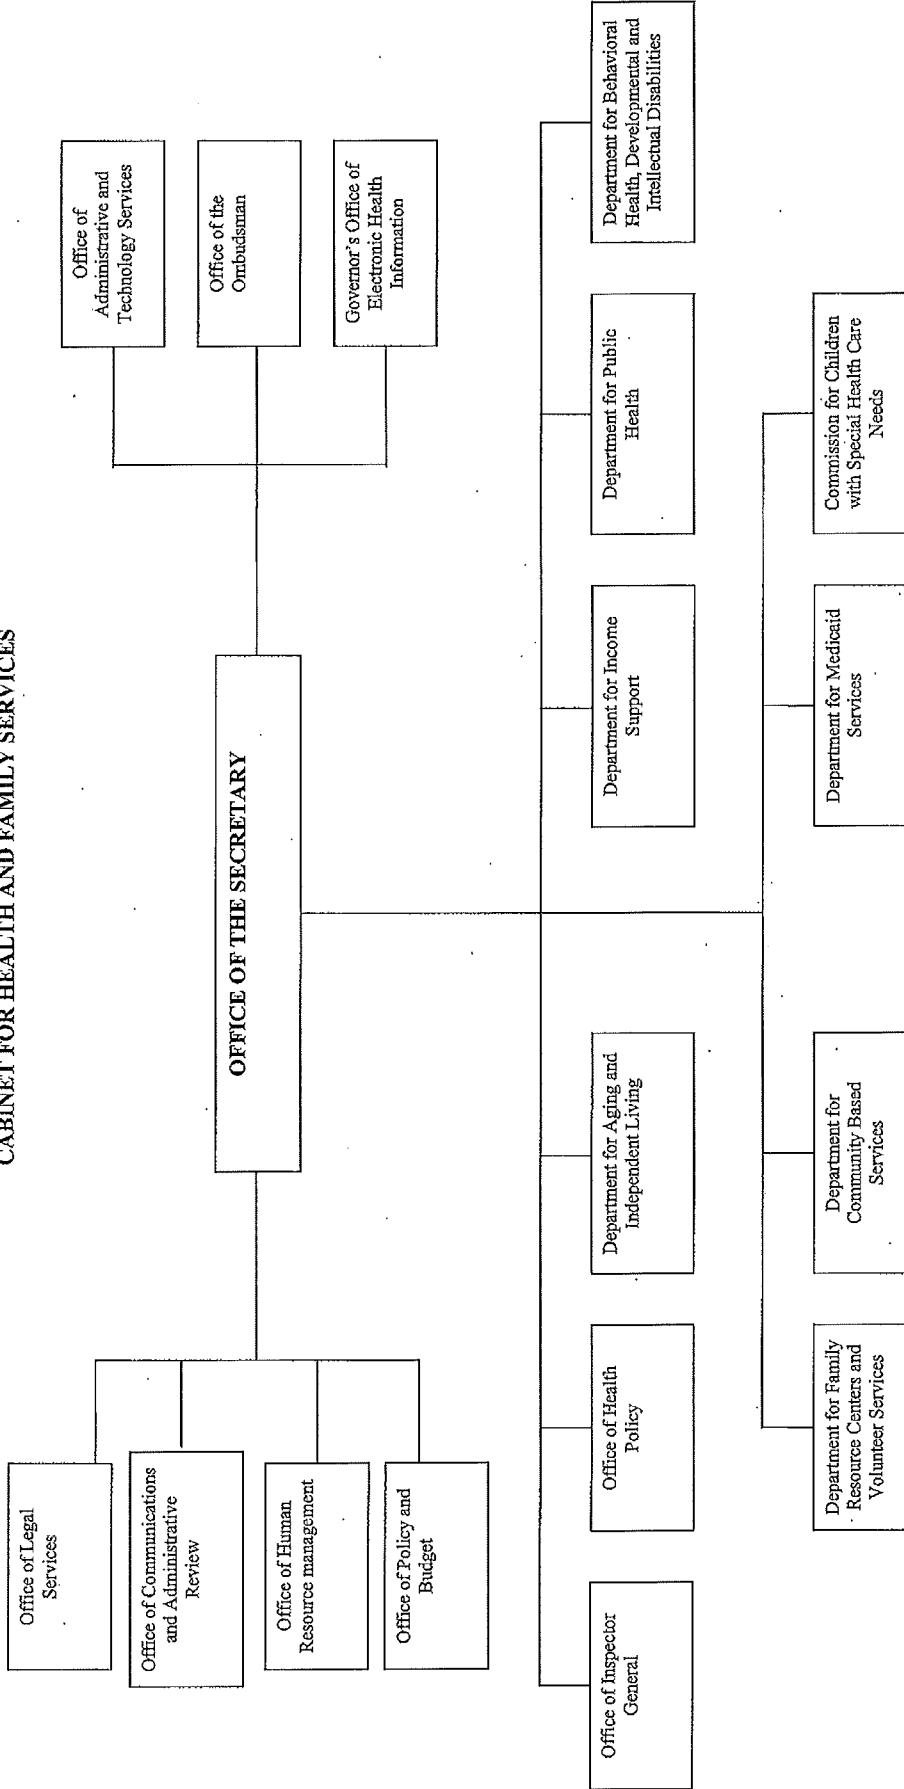 CABINET FOR HEALTH AND FAMILY SERVICES
Office of Legal
Services
Office of Communications
and Administrative
Review
Office of Human
Resource management
Office of Policy and
Budget
OFFICE OF THE SECRETARY
Office of
Administrative and
Technology Services
Office of the
Ombudsman
Governor's Office of
Electronic Health
Information
Office of Inspector
General
Office of Health
Policy
Department for Aging and
Independent Living
Department for Income
Support
Department for Public
Health
Department for Behavioral
Health, Developmental and
Intellectual Disabilities
Department for Family
Resource Centers and
Volunteer Services
Department for
Community Based
Services
Department for Medicaid
Services
Commission for Children
with Special Health Care
Needs